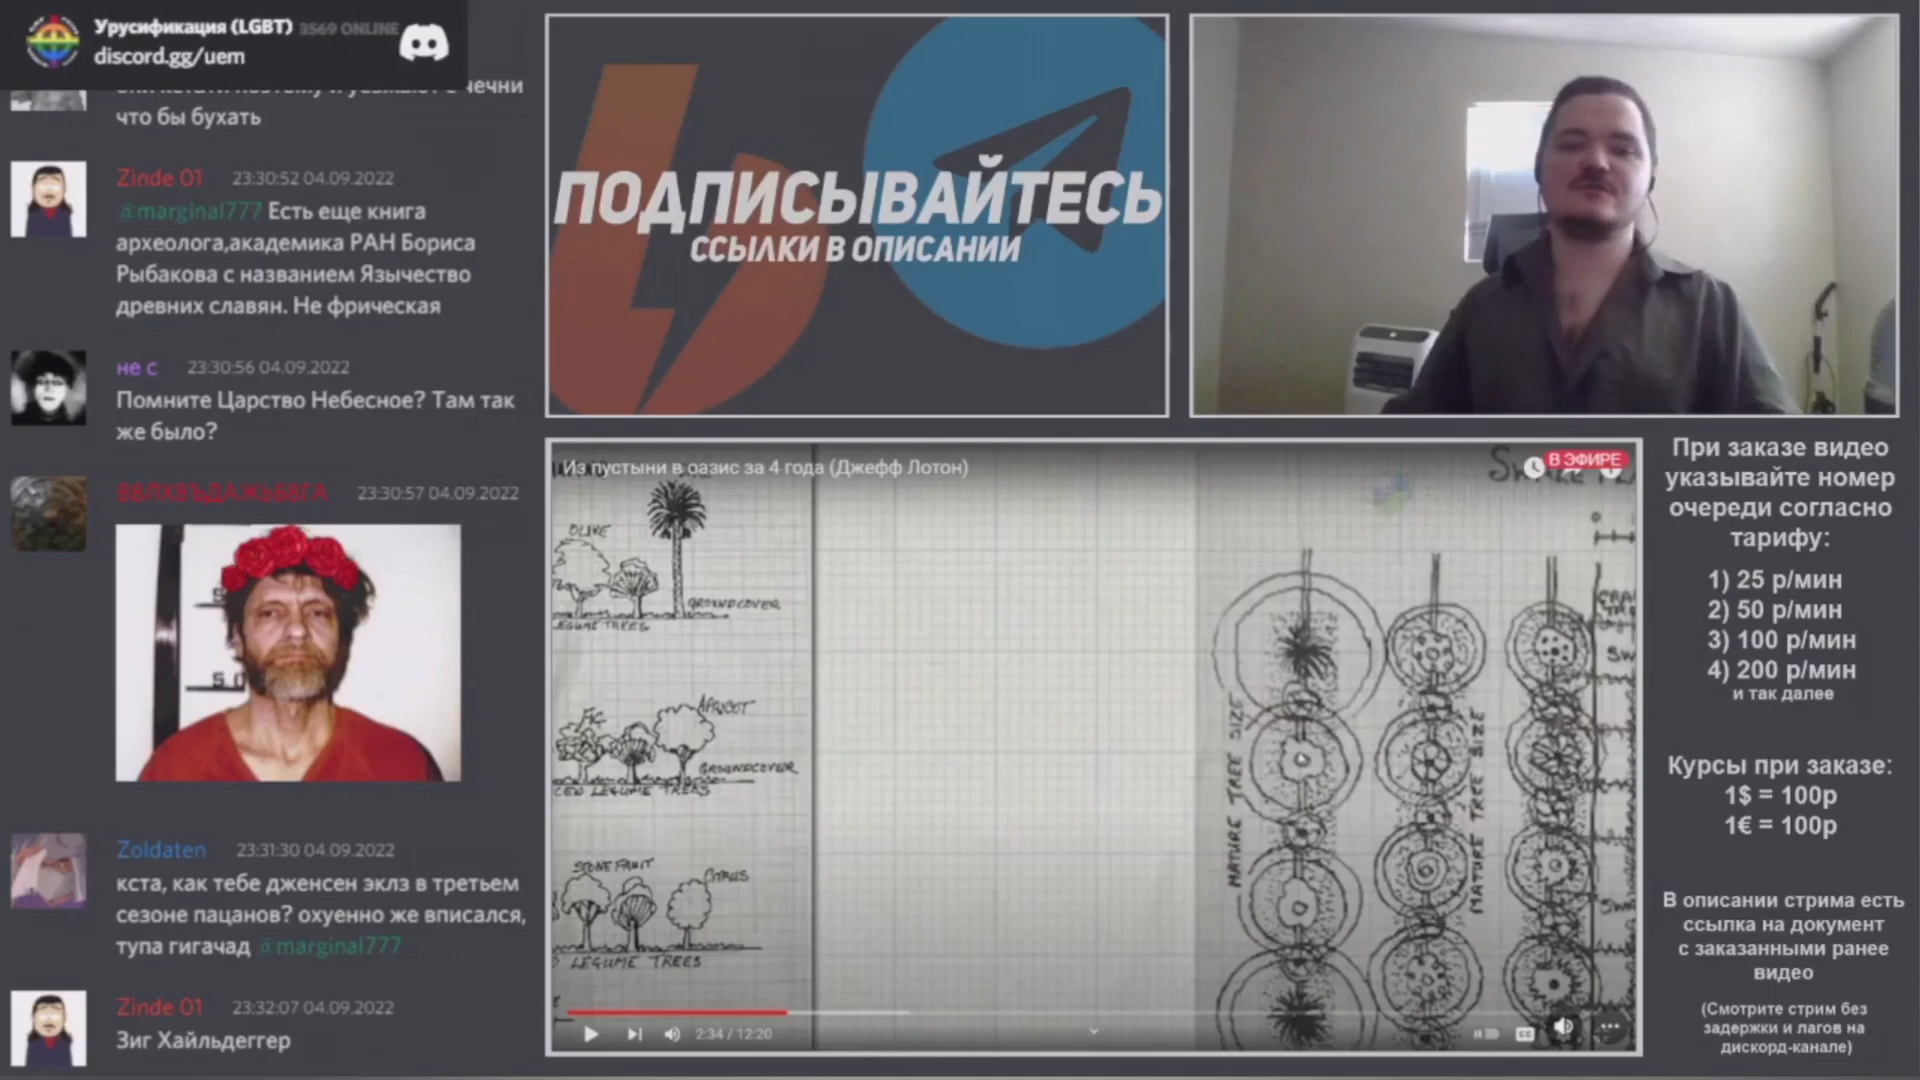 Урусификация (LGBT) 3569 ONLINE
discord.gg/uem
что бы бухать
Zinde 01 23:30:52 04.09.2022
@marginal777 Есть еще книга
археолога,академика РАН Бориса
Рыбакова с названием Язычество
древних славян. Не фрическая
не с 23:30:56 04.09.2022
Помните Царство Небесное? Там так
же было?
23:30:57 04.09.2022
Zoldaten 23:31:30 04.09.2022
кста, как тебе дженсен эклз в третьем
сезоне пацанов? охуенно же вписался,
тупа гигачад @marginal777
Zinde 01 23:32:07 04.09.2022
Зиг Хайльдеггер
ПОДПИСЫВАЙТЕСЬ
ССЫЛКИ В ОПИСАНИИ
Из пустыни в оазис за 4 года (Джефф Лотон)
В ЭФИРЕ
OLIVE
GROUNDCOVER
LEGUME TREES
FIG
APRICOT
GROUNDCOVER
LEGUME TREES
STONE FRUIT
CITRUS
LEGUME TREES
MATURE TREE SIZE
MATURE TREE SIZE
2:34 / 12:20
При заказе видео
указывайте номер
очереди согласно
тарифу:
1) 25 р/мин
2) 50 р/мин
3) 100 р/мин
4) 200 р/мин
и так далее
Курсы при заказе:
1$ = 100р
1€ = 100р
В описании стрима есть
ссылка на документ
с заказанными ранее
видео
(Смотрите стрим без
задержки и лагов на
дискорд-канале)